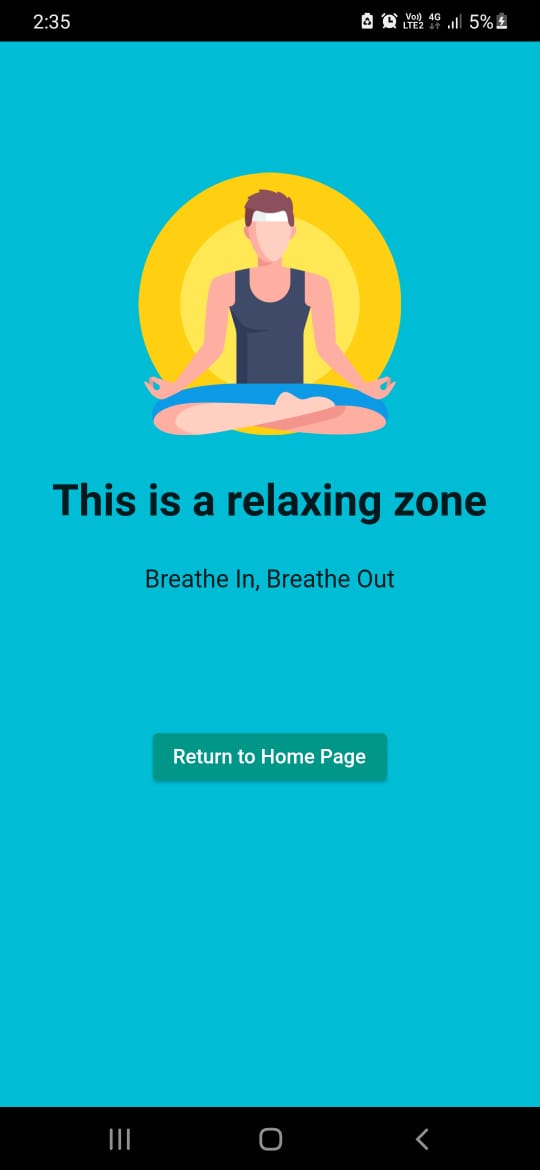 2:35
Vo) 4G
LTE2
5%
This is a relaxing zone
Breathe In, Breathe Out
Return to Home Page